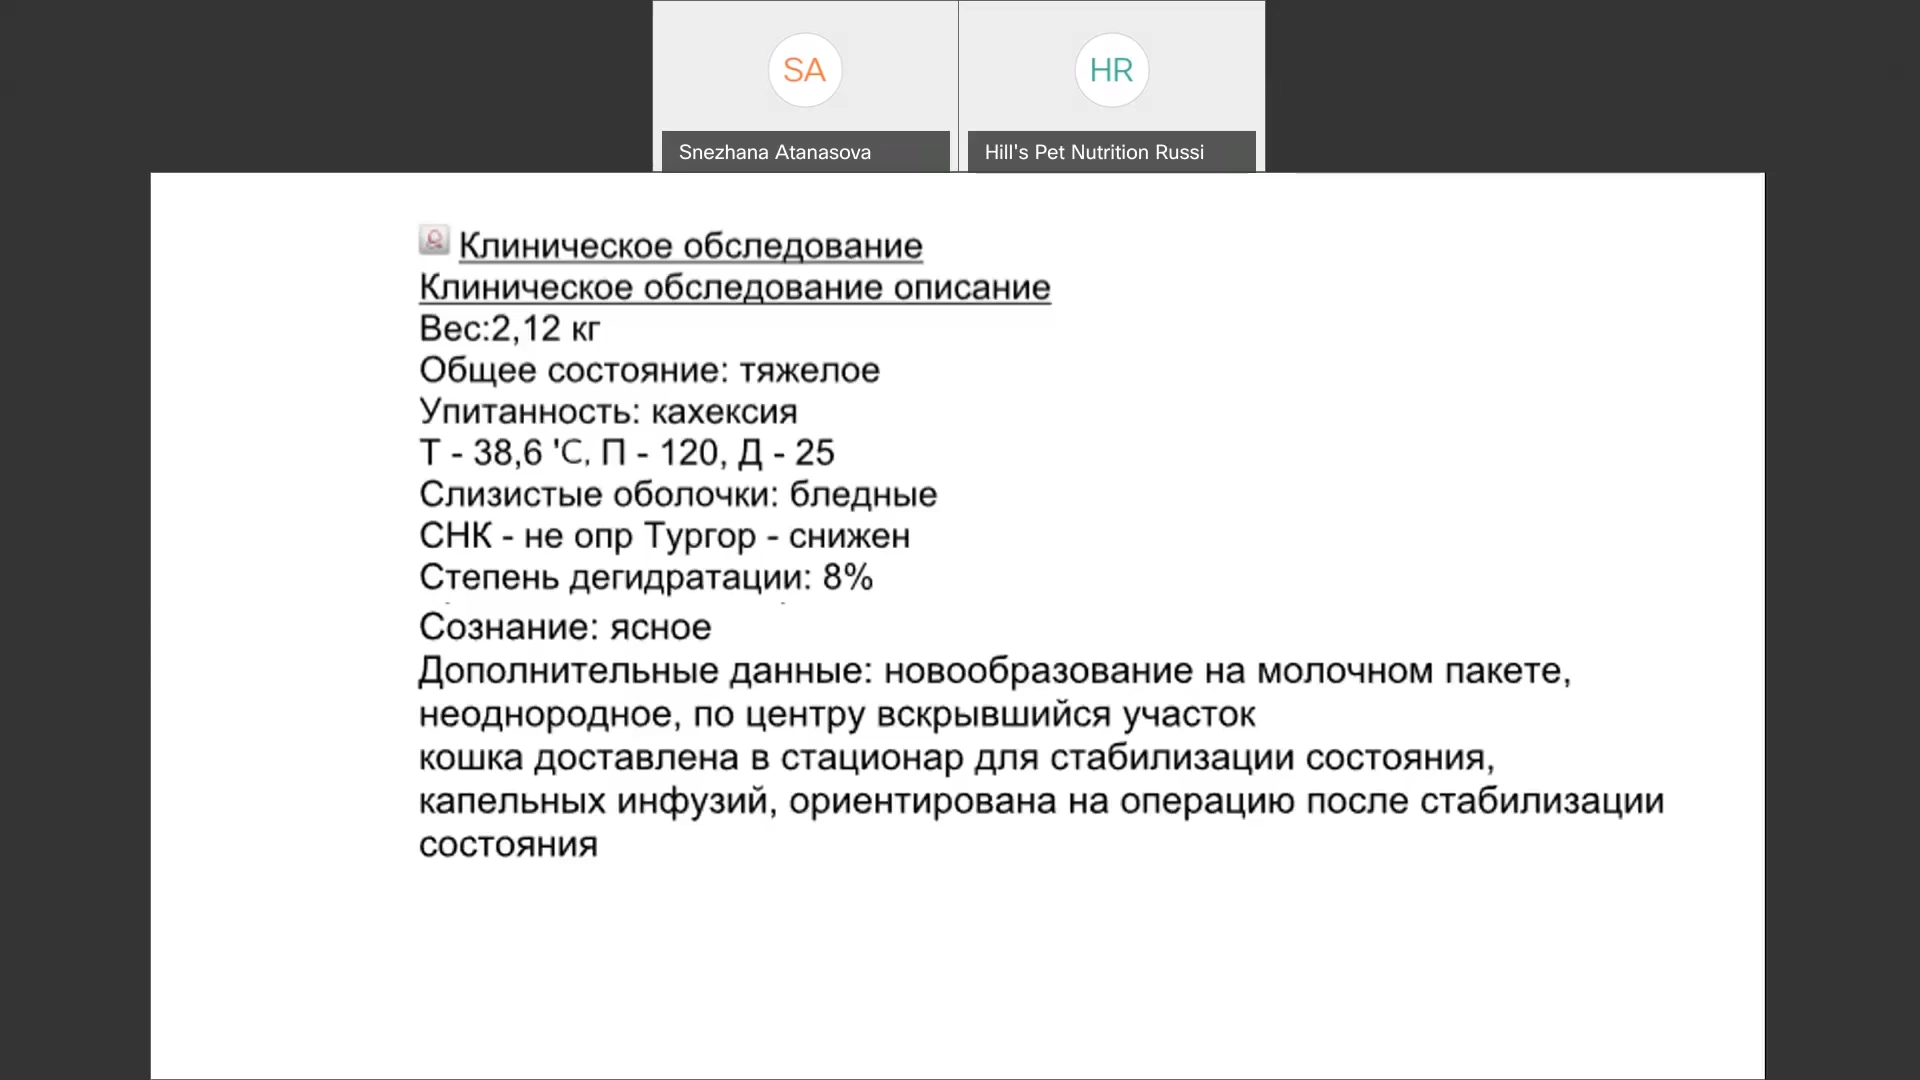 SA
HR
Snezhana Atanasova
Hill's Pet Nutrition Russi
Клиническое обследование
Клиническое обследование описание
Вес:2,12 кг
Общее состояние: тяжелое
Упитанность: кахексия
Т - 38,6 'С, П - 120, Д - 25
Слизистые оболочки: бледные
СНК - не опр Тургор - снижен
Степень дегидратации: 8%
Сознание: ясное
Дополнительные данные: новообразование на молочном пакете,
неоднородное, по центру вскрывшийся участок
кошка доставлена в стационар для стабилизации состояния,
капельных инфузий, ориентирована на операцию после стабилизации
состояния